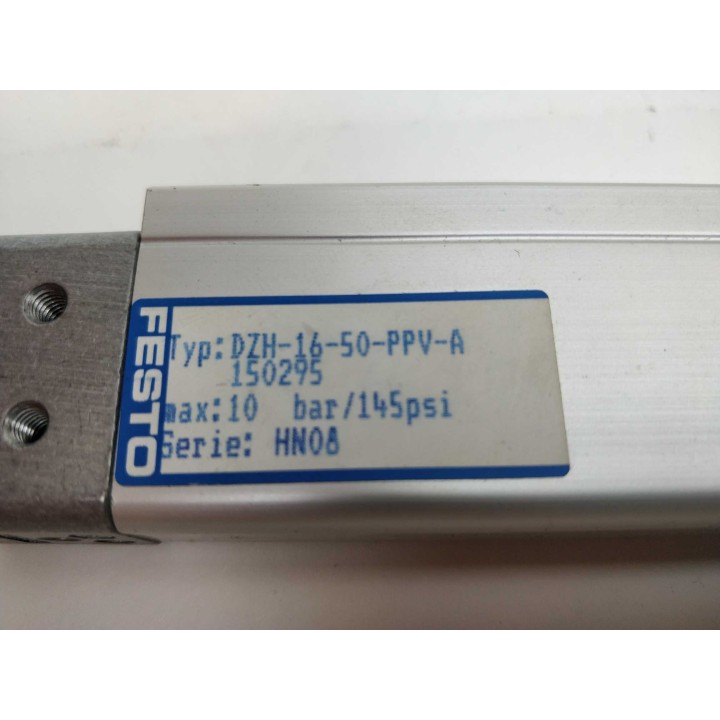 FESTO
Typ: DZH-16-50-PPV-A
150295
max: 10 bar/145psi
Serie: HN08